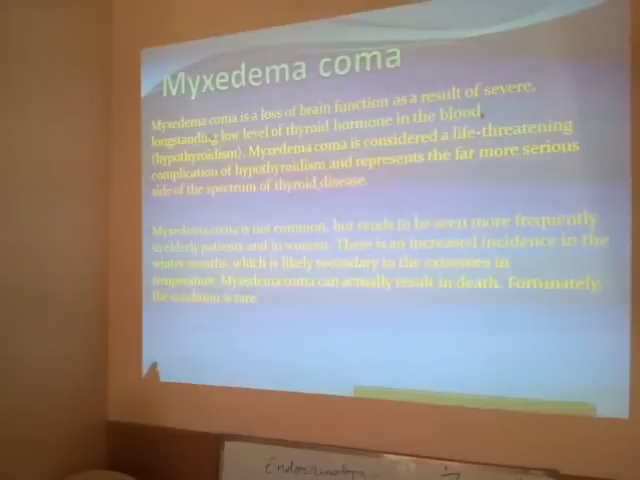 Myxedema coma
Myxedema coma is a loss of brain function as a result of severe,
longstanding low level of thyroid hormone in the blood
(hypothyroidism). Myxedema coma is considered a life-threatening
complication of hypothyroidism and represents the far more serious
side of the spectrum of thyroid disease.
Myxedema coma is not common, but tends to be seen more frequently
in elderly patients and in women. There is an increased incidence in the
winter months, which is likely secondary to the extremes in
temperature. Myxedema coma can actually result in death. Fortunately,
the condition is rare
Endocrinology